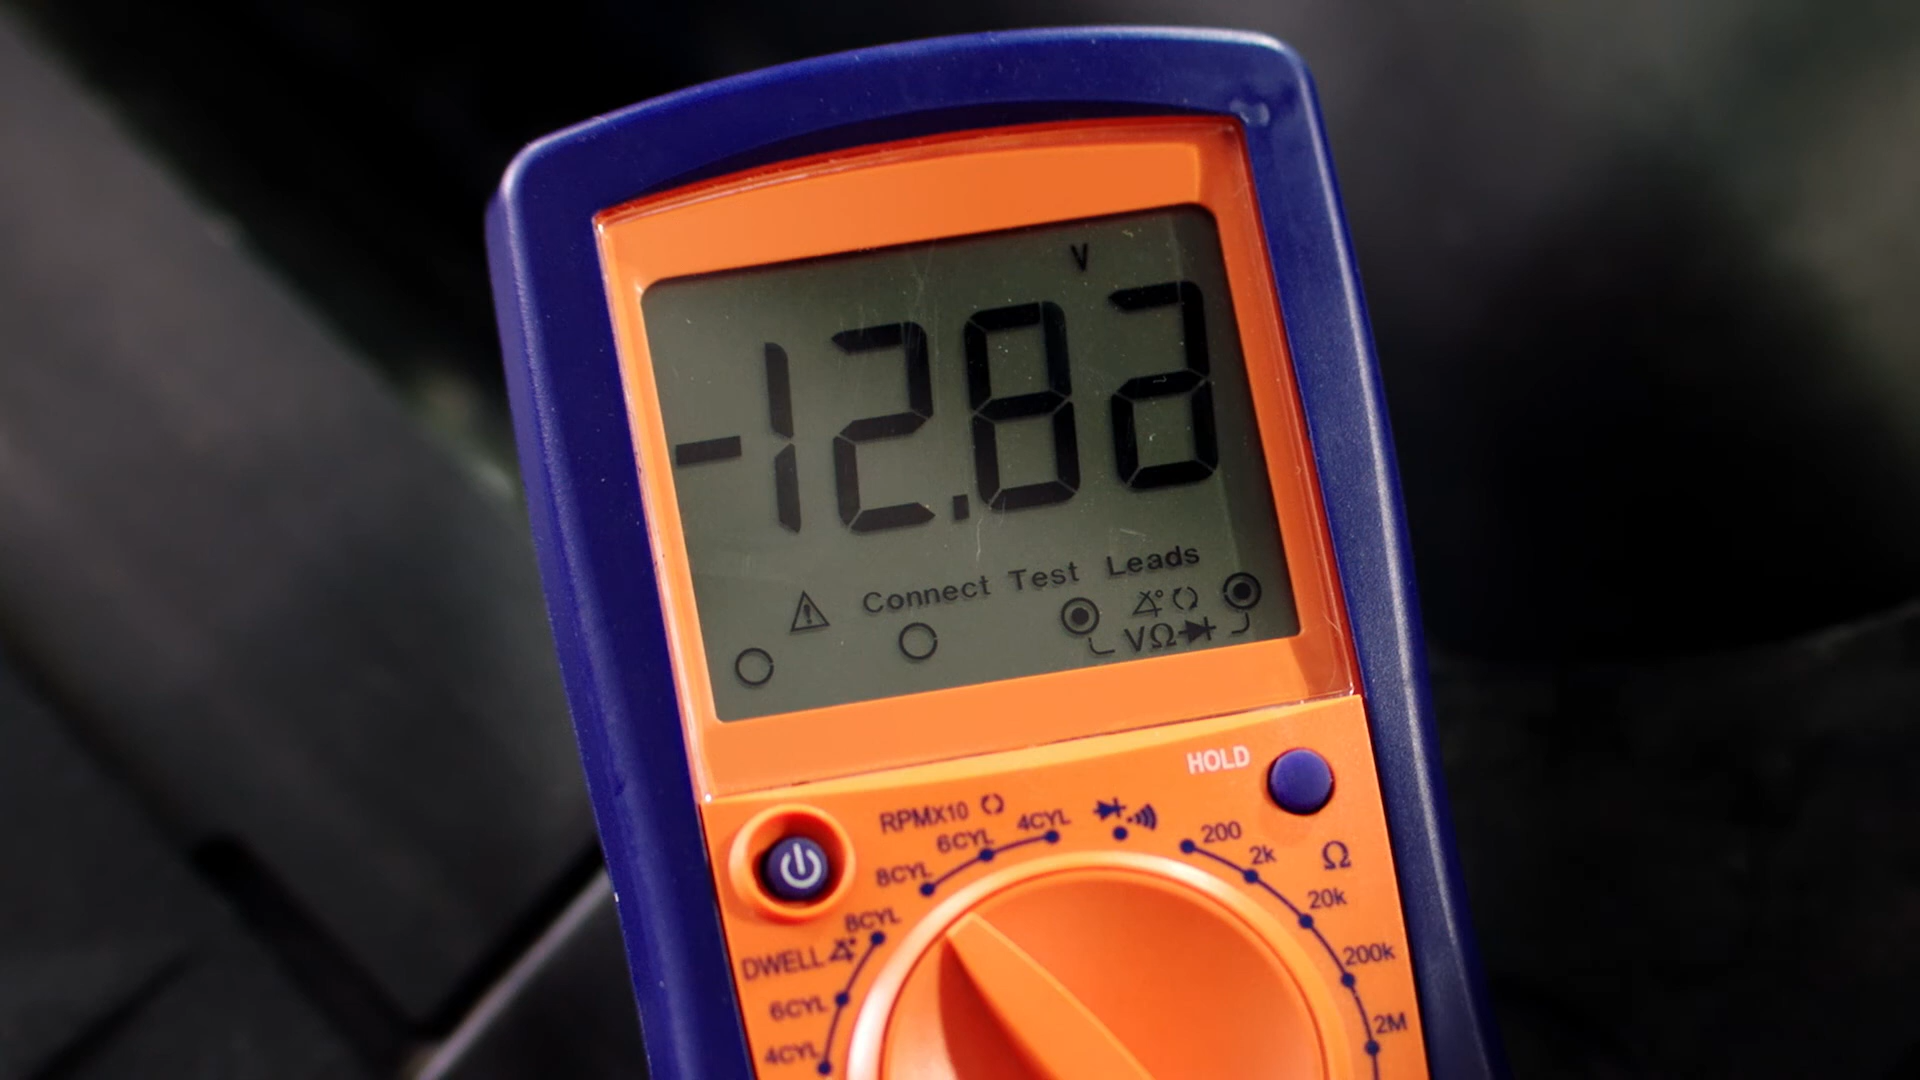 V
-12.8
Connect Test Leads
VΩ
HOLD
RPMX10
4CYL
6CYL
8CYL
200
2k
Ω
20k
200k
2M
8CYL
DWELL
6CYL
4CYL